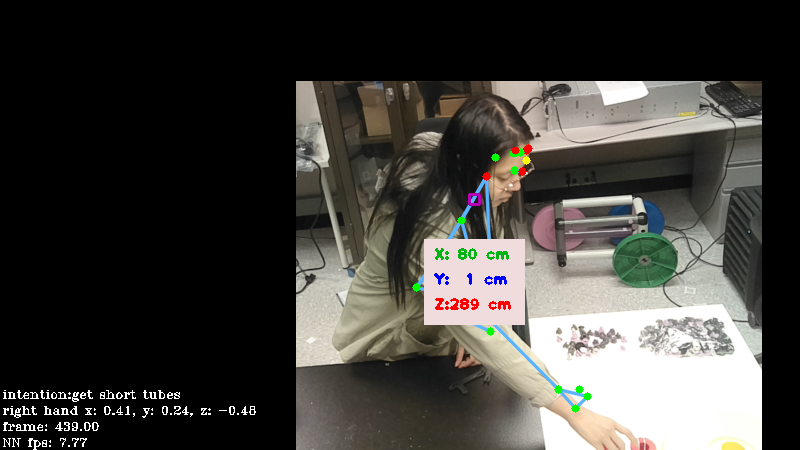 X: 80 cm
Y: 1 cm
Z:289 cm
intention:get short tubes
right hand x: 0.41, y: 0.24, z: −0.48
frame: 439.00
NN fps: 7.77